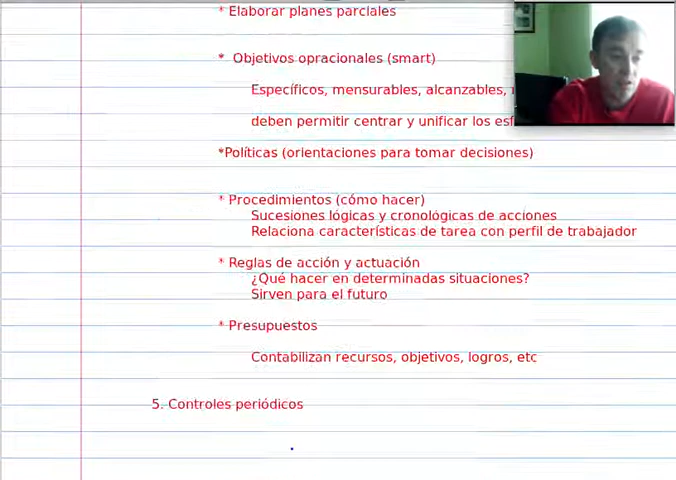 * Elaborar planes parciales
* Objetivos opracionales (smart)
Específicos, mensurables, alcanzables,
deben permitir centrar y unificar los
*Políticas (orientaciones para tomar decisiones)
* Procedimientos (cómo hacer)
Sucesiones lógicas y cronológicas de acciones
Relaciona características de tarea con perfil de trabajador
* Reglas de acción y actuación
¿Qué hacer en determinadas situaciones?
Sirven para el futuro
* Presupuestos
Contabilizan recursos, objetivos, logros, etc
5. Controles periódicos